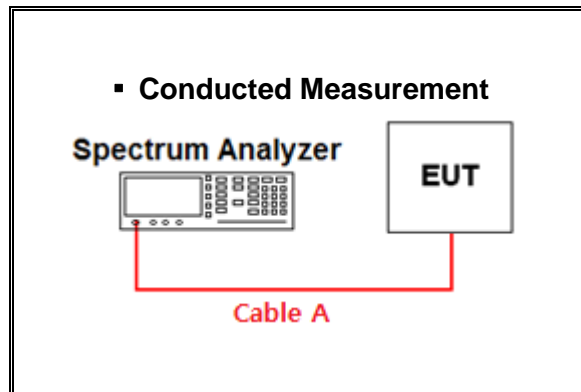 ▪ Conducted Measurement
Spectrum Analyzer
EUT
Cable A